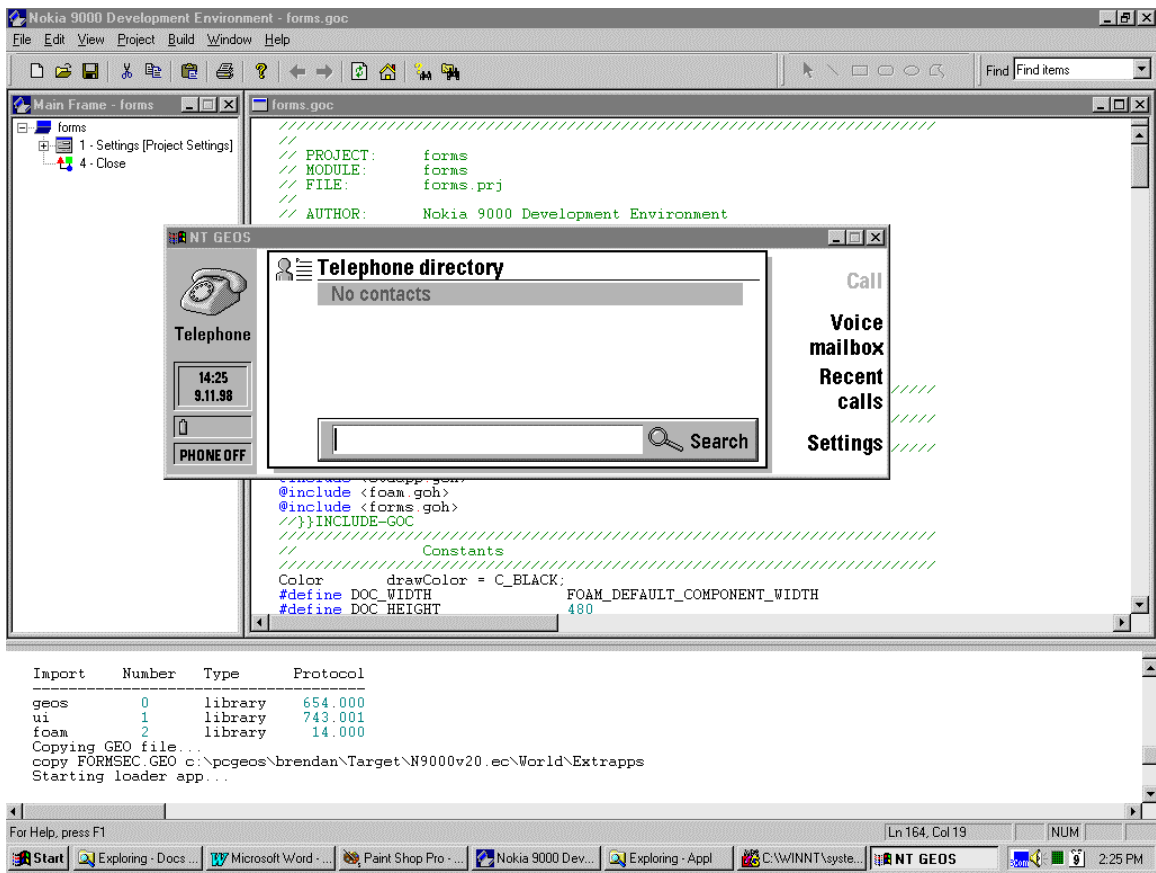 Nokia 9000 Development Environment - forms.goc
File Edit View Project Build Window Help
Find Find items
Main Frame - forms
forms.goc
forms
1 - Settings [Project Settings]
4 - Close
////////////////////////////////////////////////////////////////////////
//
// PROJECT: forms
// MODULE: forms
// FILE: forms.prj
//
// AUTHOR: Nokia 9000 Development Environment
NT GEOS
Telephone directory
No contacts
Telephone
14:25
9.11.98
PHONE OFF
Search
Call
Voice
mailbox
Recent
calls
Settings
/////
/////
/////
@include <foam.goh>
@include <forms.goh>
//}}INCLUDE-GOC
////////////////////////////////////////////////////////////////////////
// Constants
////////////////////////////////////////////////////////////////////////
Color drawColor = C_BLACK;
#define DOC_WIDTH FOAM_DEFAULT_COMPONENT_WIDTH
#define DOC_HEIGHT 480
Import Number Type Protocol
-------------------------------------
geos 0 library 654.000
ui 1 library 743.001
foam 2 library 14.000
Copying GEO file...
copy FORMSEC.GEO c:\pcgeos\brendan\Target\N9000v20.ec\World\Extrapps
Starting loader app...
For Help, press F1
Ln 164, Col 19
NUM
Start
Exploring - Docs ...
Microsoft Word - ...
Paint Shop Pro - ...
Nokia 9000 Dev...
Exploring - Appl
C:\WINNT\syste...
NT GEOS
2:25 PM